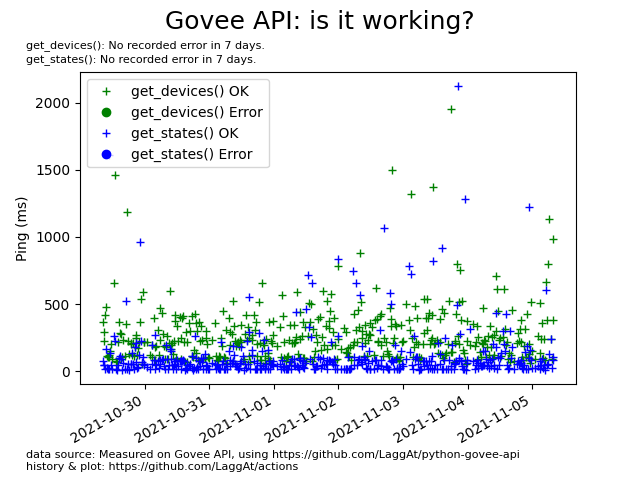 Govee API: is it working?
get_devices(): No recorded error in 7 days.
get_states(): No recorded error in 7 days.
get_devices() OK
get_devices() Error
get_states() OK
get_states() Error
2000
1500
1000
500
0
Ping (ms)
2021-10-30
2021-10-31
2021-11-01
2021-11-02
2021-11-03
2021-11-04
2021-11-05
data source: Measured on Govee API, using https://github.com/LaggAt/python-govee-api
history & plot: https://github.com/LaggAt/actions